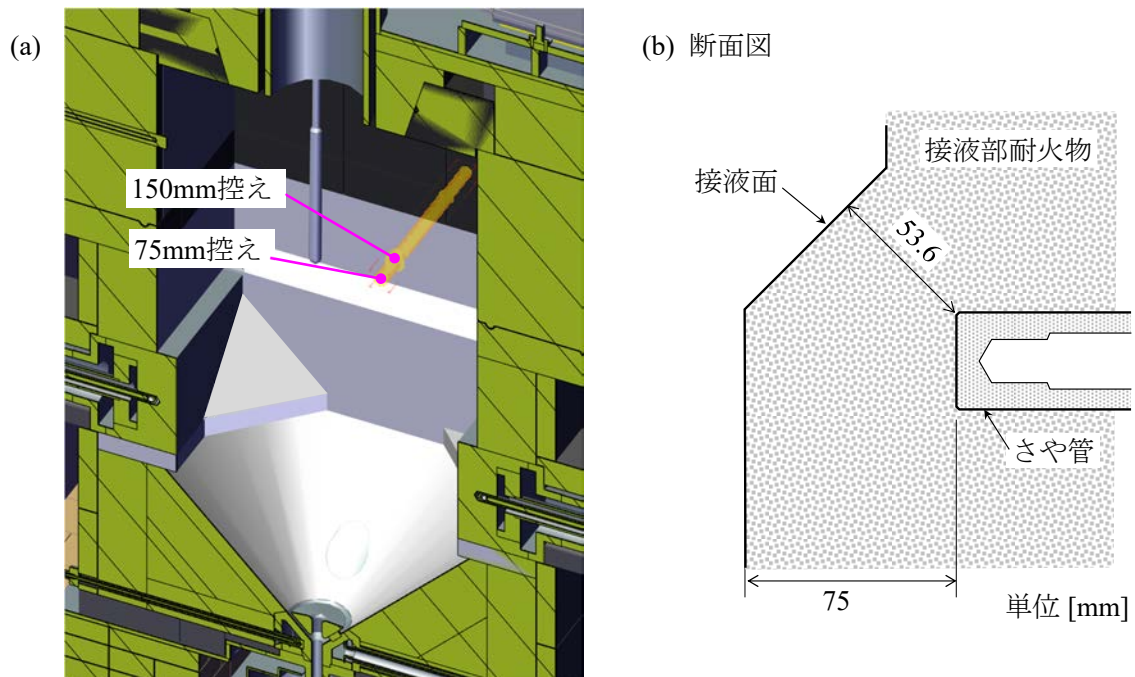 (a)
150mm控え
75mm控え
(b) 断面図
接液部耐火物
接液面
53.6
さや管
75
単位 [mm]